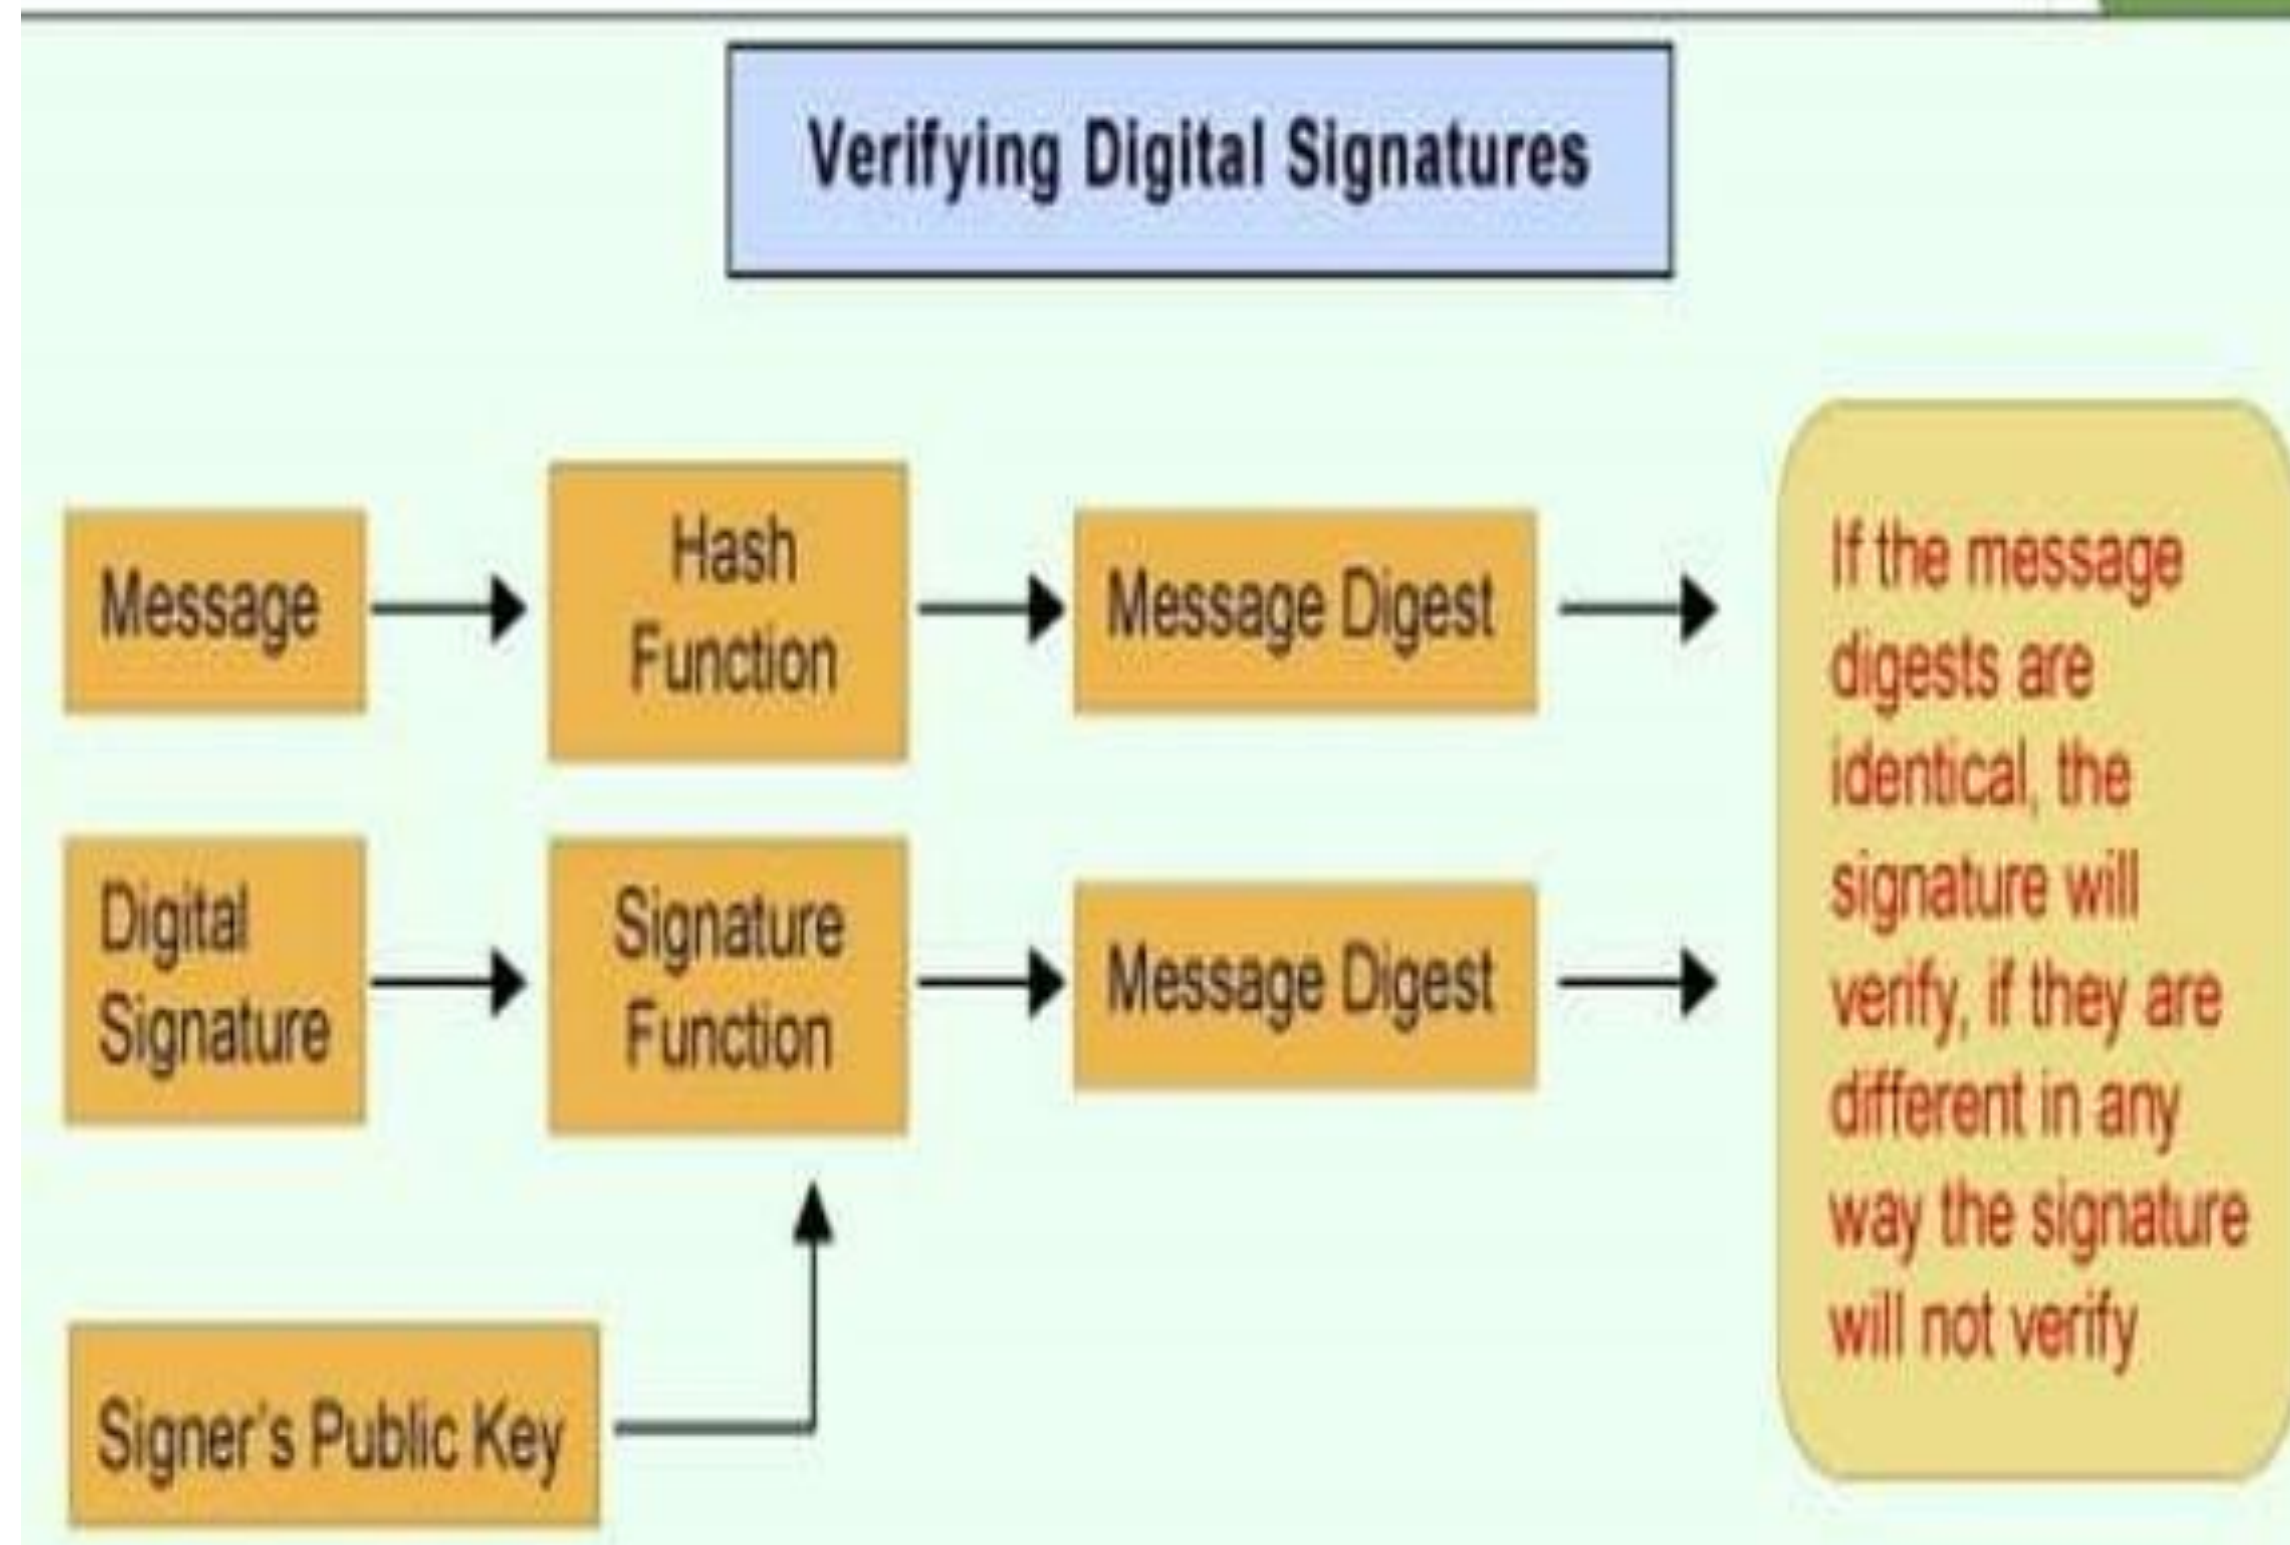 Verifying Digital Signatures
Message
Hash
Function
Message Digest
Digital
Signature
Signature
Function
Message Digest
Signer's Public Key
If the message
digests are
identical, the
signature will
verify, if they are
different in any
way the signature
will not verify